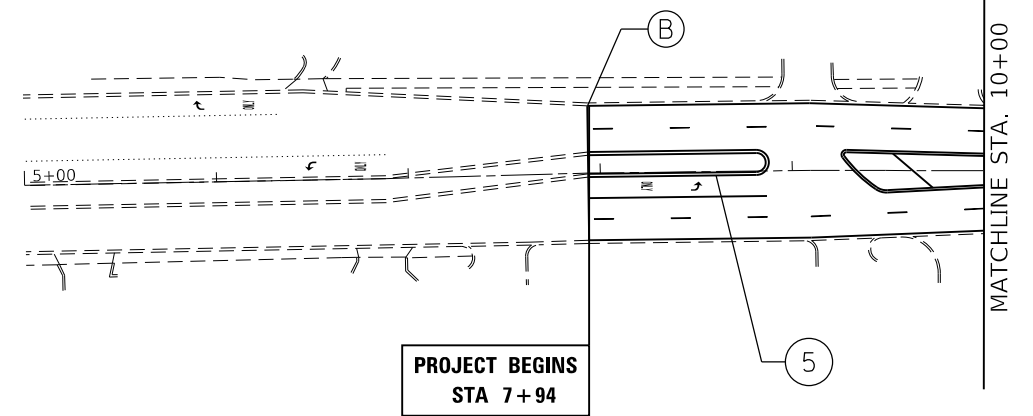 B
MATCHLINE STA. 10+00
5+00
5
PROJECT BEGINS
STA 7+94